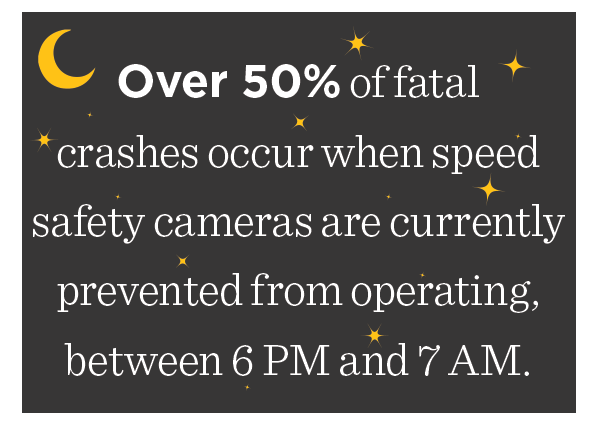 Over 50% of fatal
crashes occur when speed
safety cameras are currently
prevented from operating,
between 6 PM and 7 AM.